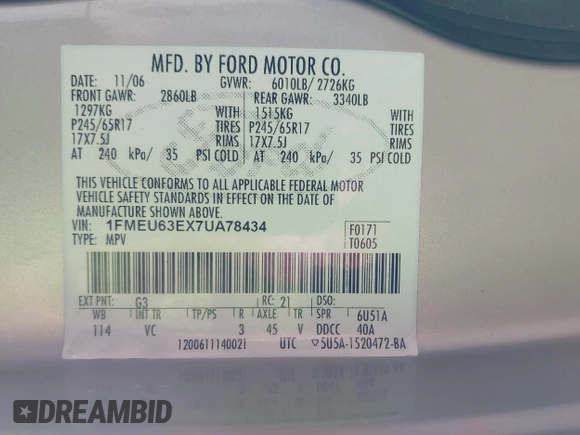 MFD. BY FORD MOTOR CO.
DATE: 11/06 GVWR: 6010LB/ 2726KG
FRONT GAWR: 2860LB REAR GAWR: 3340LB
1297KG WITH 1515KG WITH
P245/65R17 TIRES P245/65R17 TIRES
17X7.5J RIMS 17X7.5J RIMS
AT 240 kPa/ 35 PSI COLD AT 240 kPa/ 35 PSI COLD
THIS VEHICLE CONFORMS TO ALL APPLICABLE FEDERAL MOTOR
VEHICLE SAFETY STANDARDS IN EFFECT ON THE DATE OF
MANUFACTURE SHOWN ABOVE.
VIN: 1FMEU63EX7UA78434 F0171
TYPE: MPV T0605
EXT PNT: G3 RC: 21 DSO:
WB INT TR TP/PS R AXLE TR SPR 6U51A
114 VC 3 45 V DDCC 40A
1200611140021 UTC ▽5U5A-1520472-BA
DREAMBID